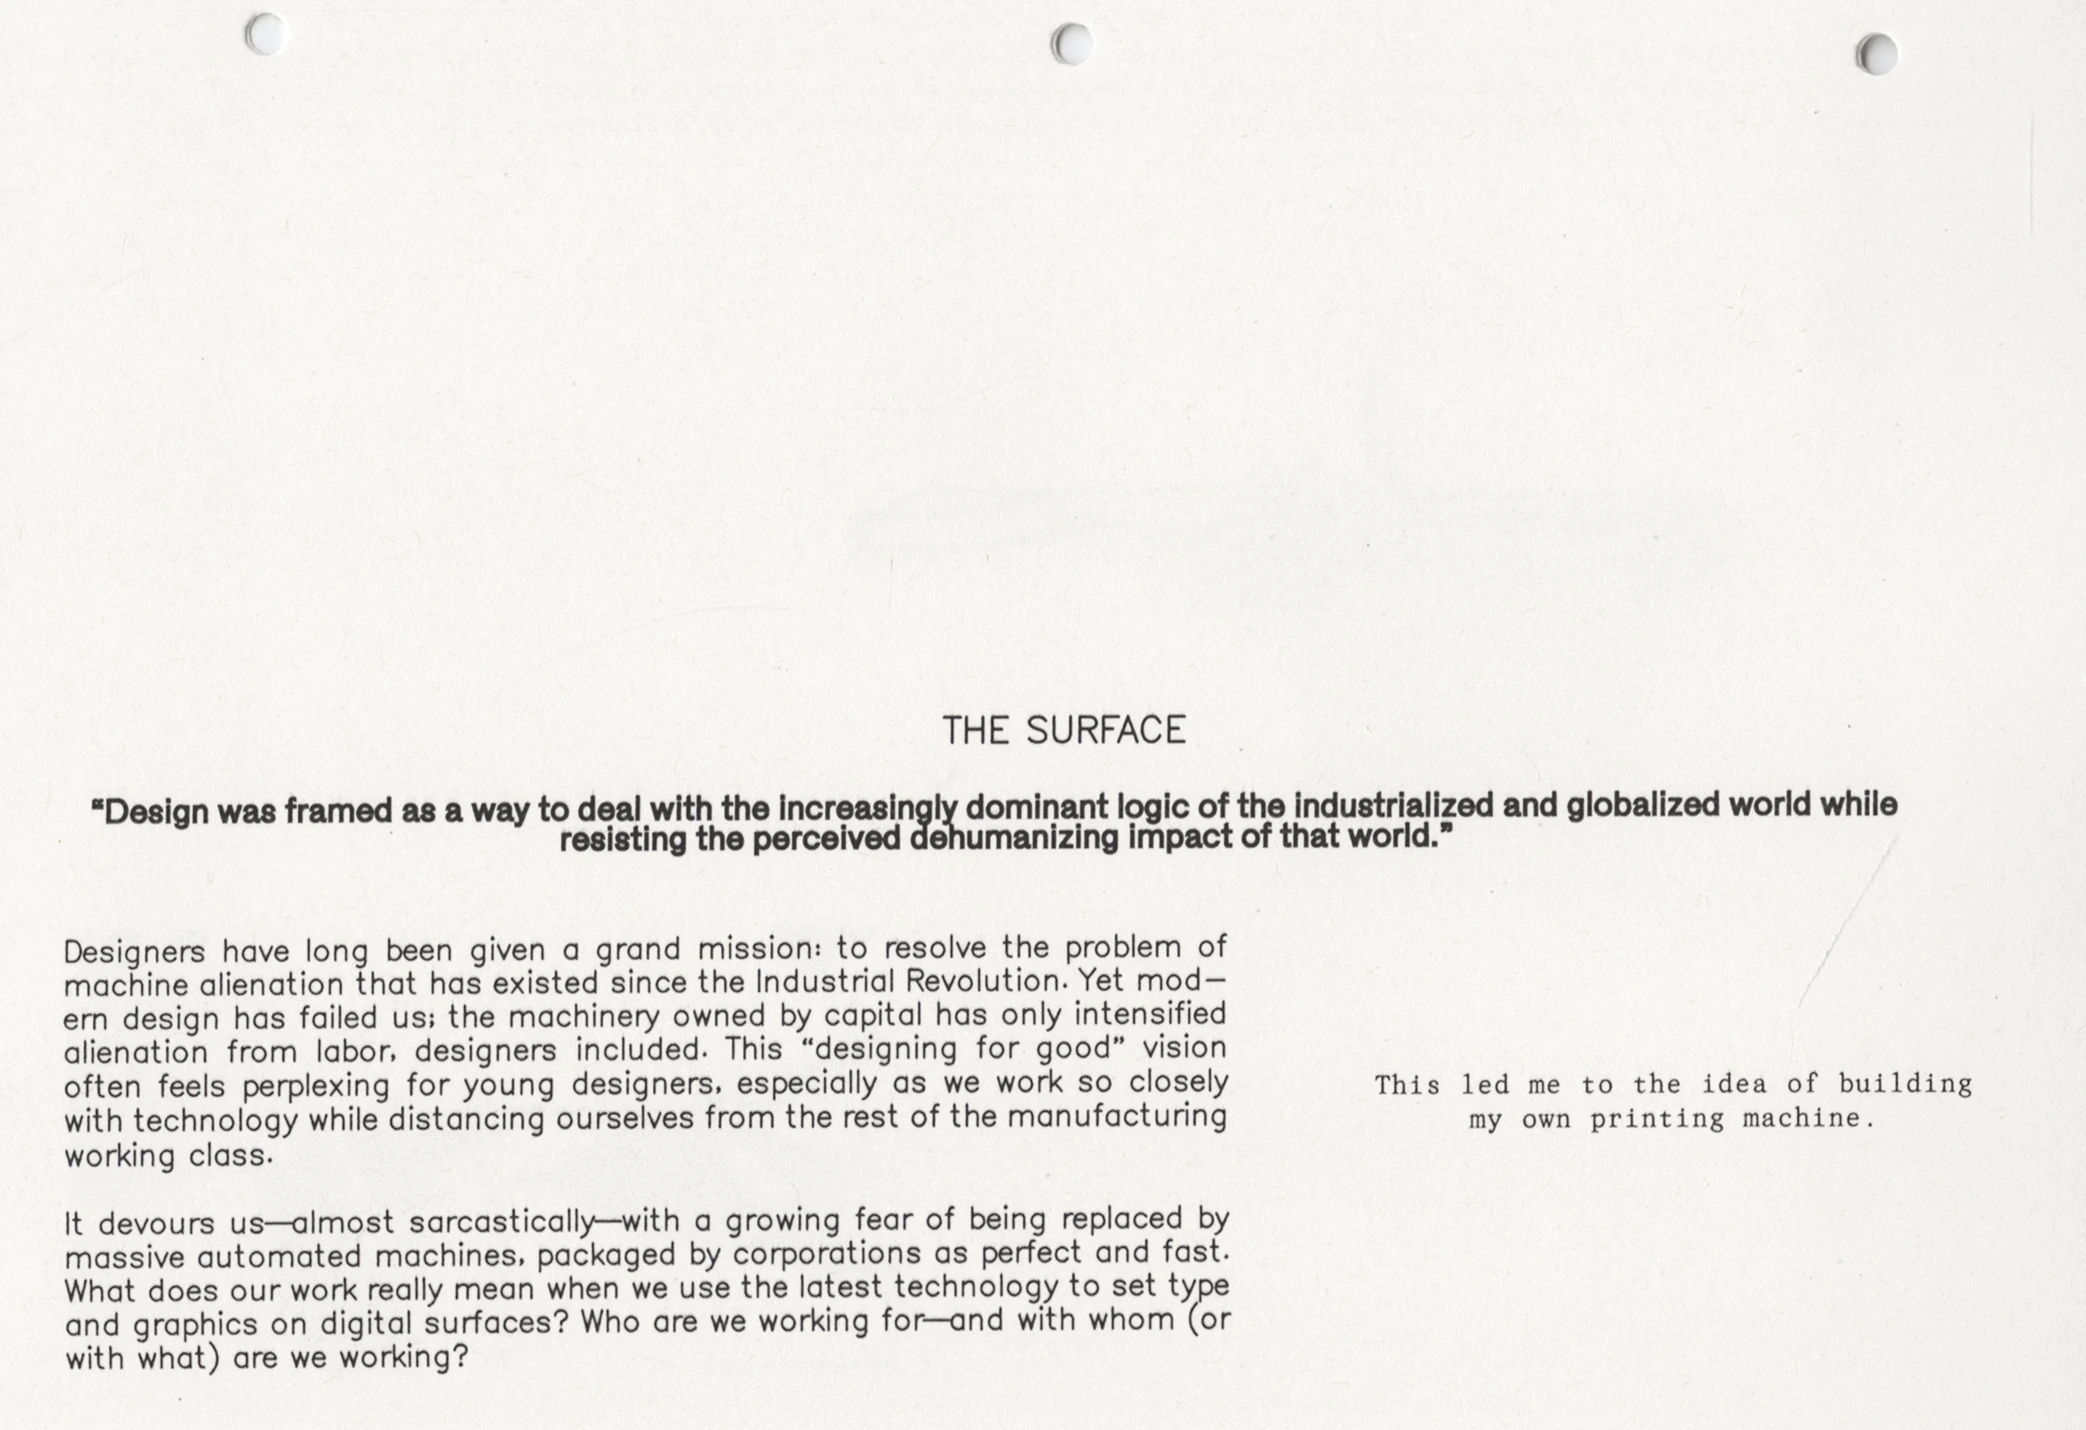 THE SURFACE
“Design was framed as a way to deal with the increasingly dominant logic of the industrialized and globalized world while
resisting the perceived dehumanizing impact of that world.”
Designers have long been given a grand mission: to resolve the problem of
machine alienation that has existed since the Industrial Revolution. Yet mod–
ern design has failed us; the machinery owned by capital has only intensified
alienation from labor, designers included. This “designing for good” vision
often feels perplexing for young designers, especially as we work so closely
with technology while distancing ourselves from the rest of the manufacturing
working class.
It devours us—almost sarcastically—with a growing fear of being replaced by
massive automated machines, packaged by corporations as perfect and fast.
What does our work really mean when we use the latest technology to set type
and graphics on digital surfaces? Who are we working for—and with whom (or
with what) are we working?
This led me to the idea of building
my own printing machine.